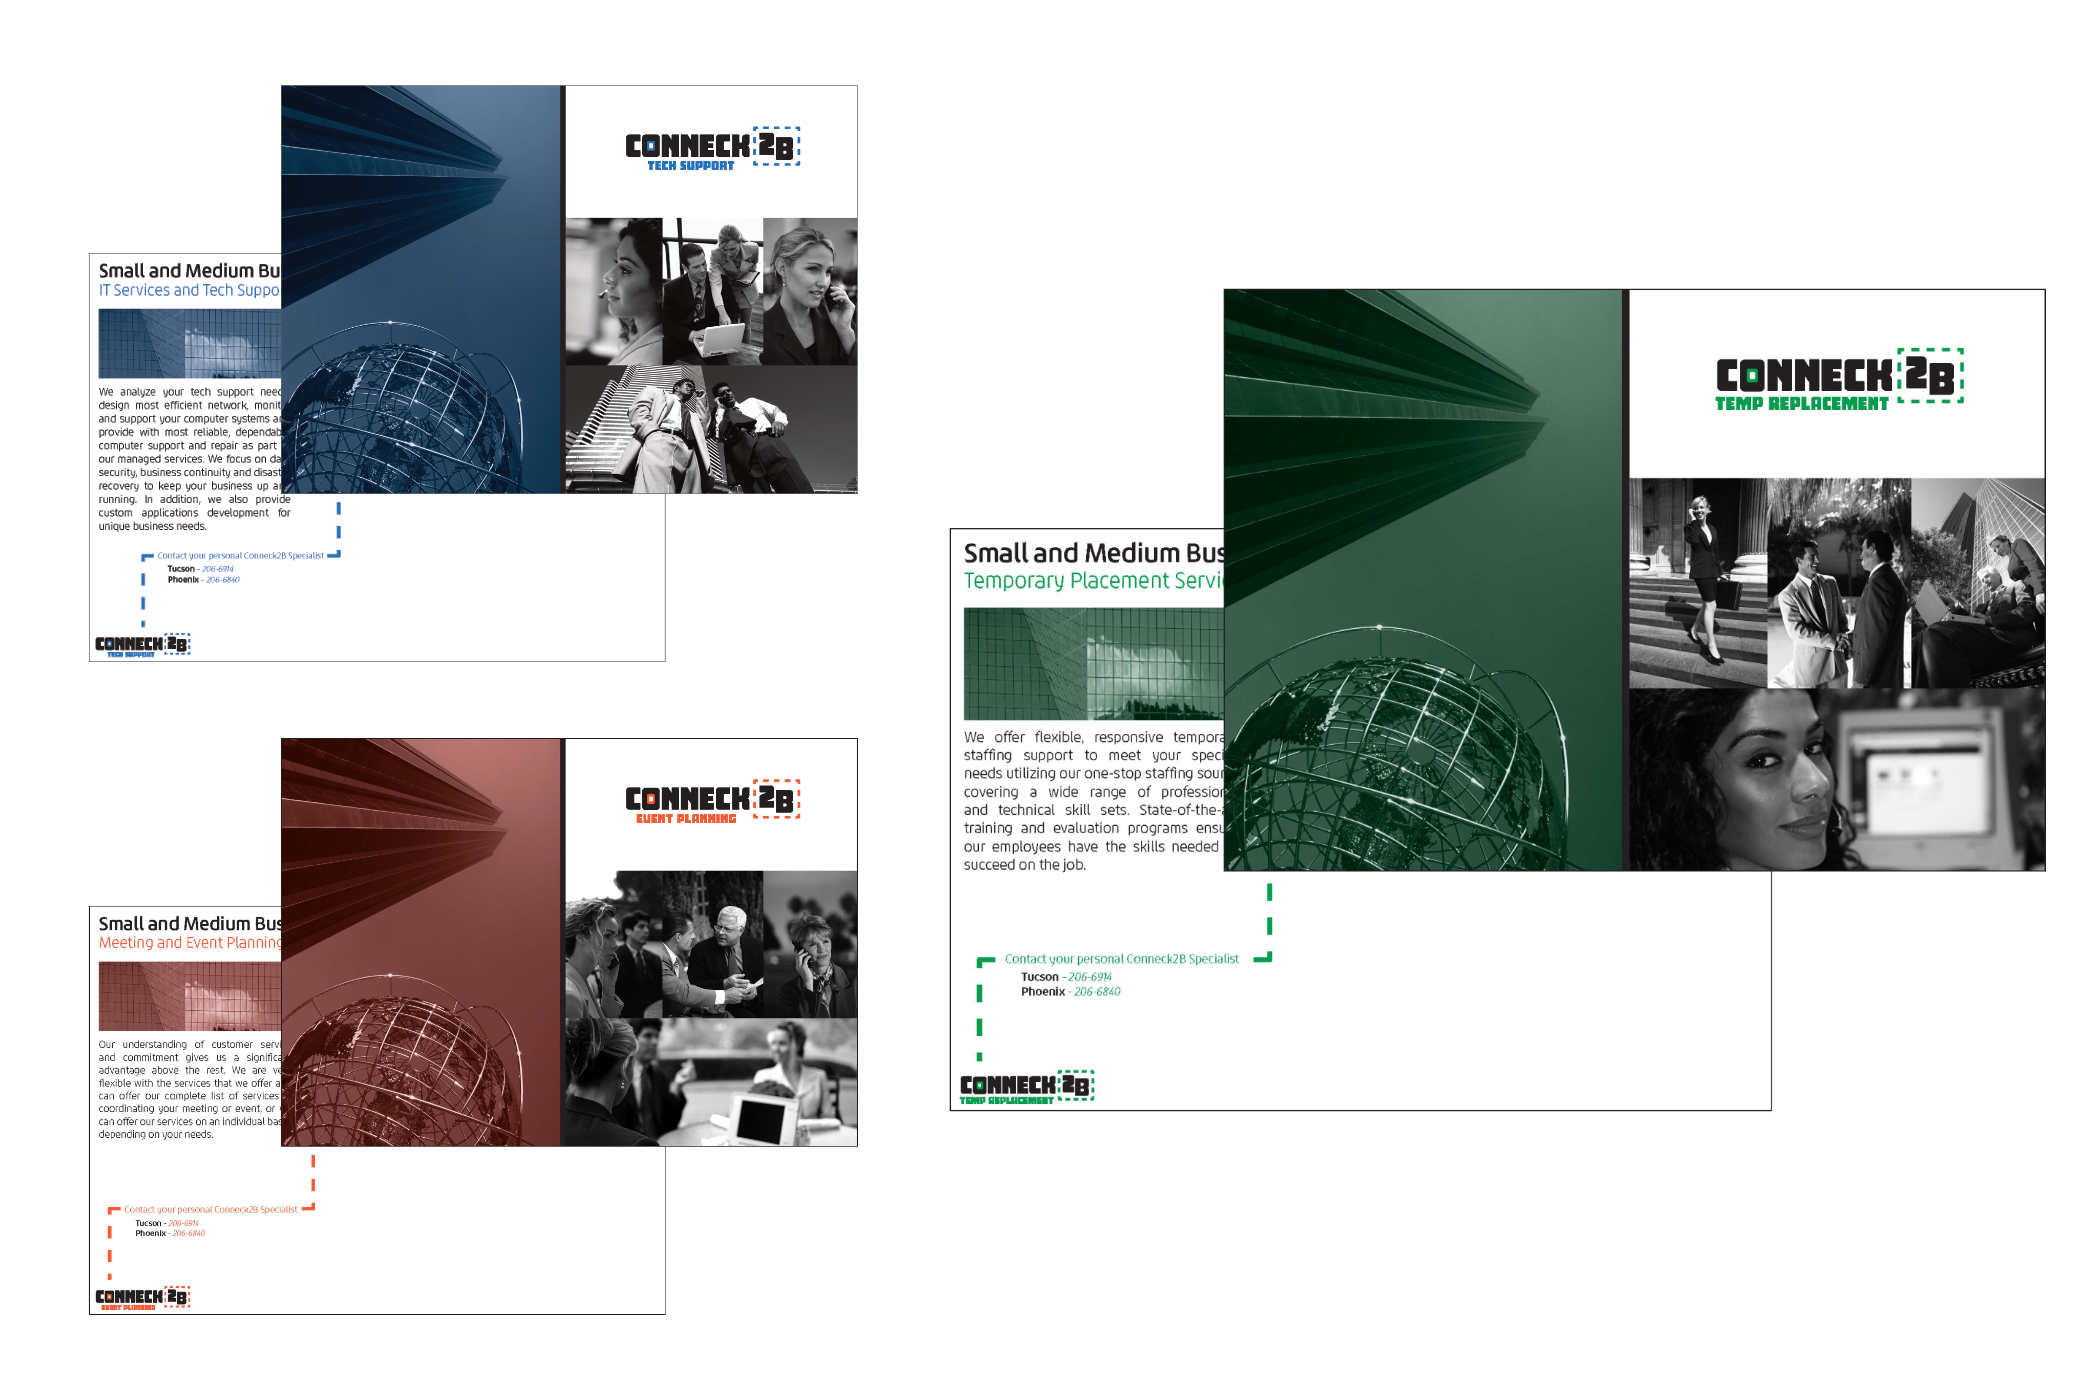 CONNECK 2B
TECH SUPPORT
Small and Medium Bu
IT Services and Tech Suppo
We analyze your tech support need
design most efficient network, monit
and support your computer systems an
provide with most reliable, dependab
computer support and repair as part
our managed services. We focus on da
security, business continuity and disast
recovery to keep your business up an
running. In addition, we also provide
custom applications development for
unique business needs.
Contact your personal Conneck2B Specialist
Tucson - 206-6914
Phoenix - 206-6840
CONNECK 2B
TECH SUPPORT
CONNECK 2B
EVENT PLANNING
Small and Medium Bus
Meeting and Event Planning
Our understanding of customer servi
and commitment gives us a significa
advantage above the rest. We are ve
flexible with the services that we offer a
can offer our complete list of services
coordinating your meeting or event, or
can offer our services on an individual bas
depending on your needs.
Contact your personal Conneck2B Specialist
Tucson - 206-6914
Phoenix - 206-6840
CONNECK 2B
EVENT PLANNING
CONNECK 2B
TEMP REPLACEMENT
Small and Medium Bus
Temporary Placement Servi
We offer flexible, responsive tempora
staffing support to meet your speci
needs utilizing our one-stop staffing sour
covering a wide range of profession
and technical skill sets. State-of-the-a
training and evaluation programs ensu
our employees have the skills needed
succeed on the job.
Contact your personal Conneck2B Specialist
Tucson - 206-6914
Phoenix - 206-6840
CONNECK 2B
TEMP REPLACEMENT